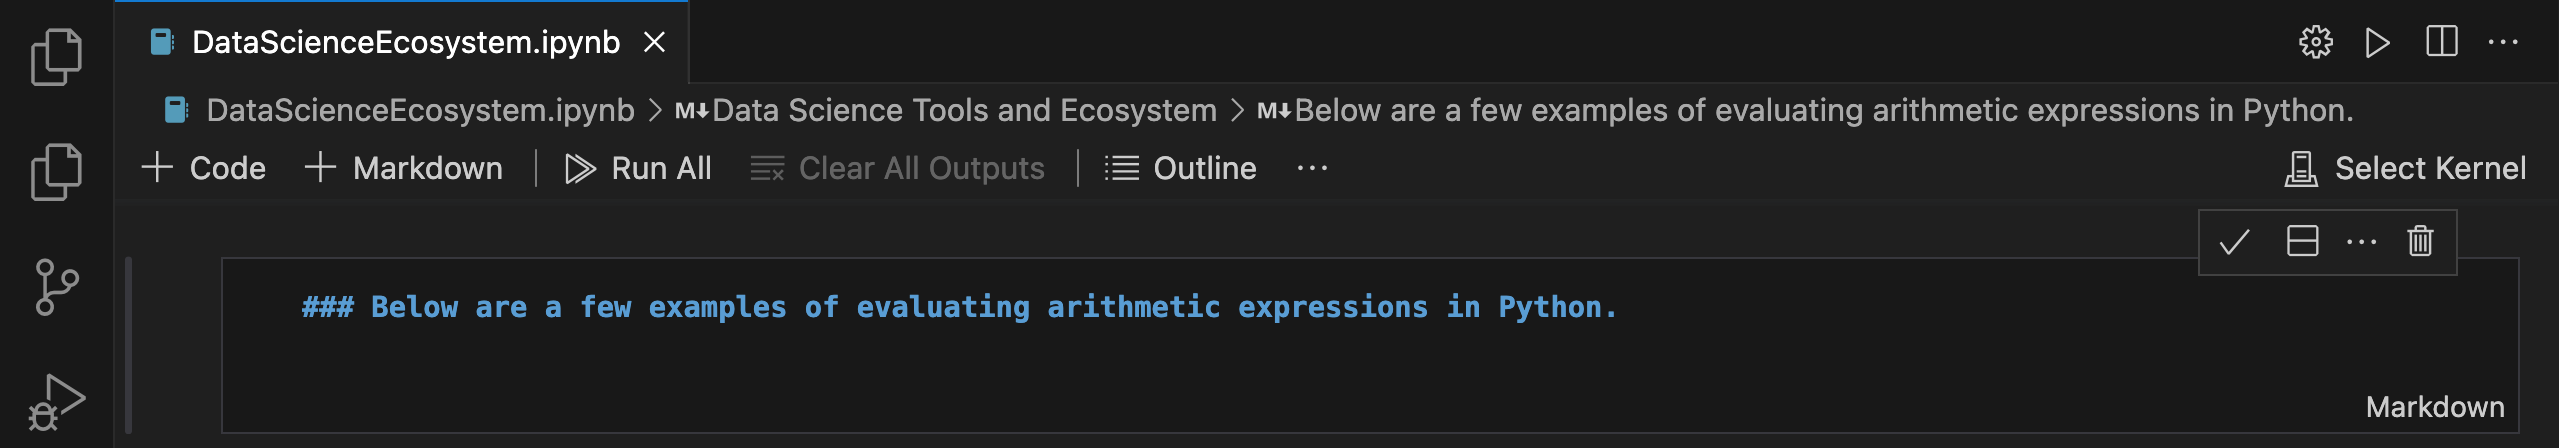 DataScienceEcosystem.ipynb
DataScienceEcosystem.ipynb > M↓Data Science Tools and Ecosystem > M↓Below are a few examples of evaluating arithmetic expressions in Python.
+ Code + Markdown | Run All Clear All Outputs | Outline ... Select Kernel
### Below are a few examples of evaluating arithmetic expressions in Python.
Markdown